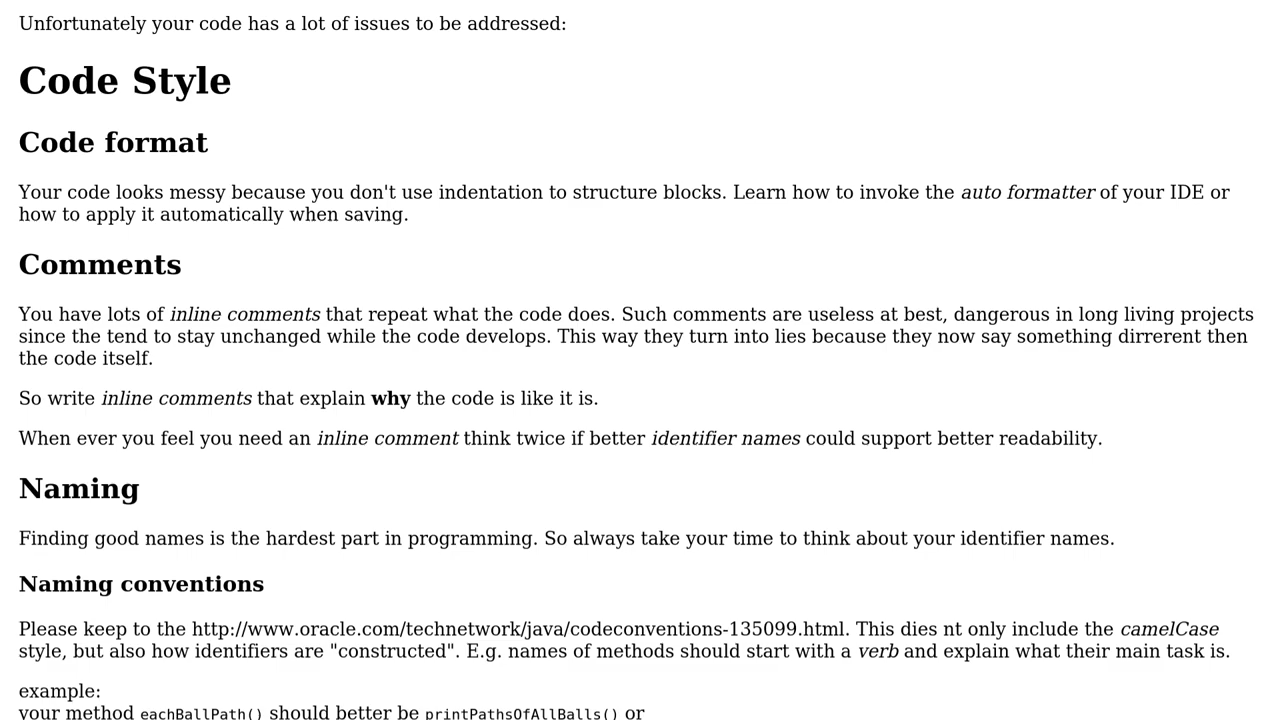 Unfortunately your code has a lot of issues to be addressed:
Code Style
Code format
Your code looks messy because you don't use indentation to structure blocks. Learn how to invoke the auto formatter of your IDE or
how to apply it automatically when saving.
Comments
You have lots of inline comments that repeat what the code does. Such comments are useless at best, dangerous in long living projects
since the tend to stay unchanged while the code develops. This way they turn into lies because they now say something dirrerent then
the code itself.
So write inline comments that explain why the code is like it is.
When ever you feel you need an inline comment think twice if better identifier names could support better readability.
Naming
Finding good names is the hardest part in programming. So always take your time to think about your identifier names.
Naming conventions
Please keep to the http://www.oracle.com/technetwork/java/codeconventions-135099.html. This dies nt only include the camelCase
style, but also how identifiers are "constructed". E.g. names of methods should start with a verb and explain what their main task is.
example:
your method eachBallPath() should better be printPathsOfAllBalls() or